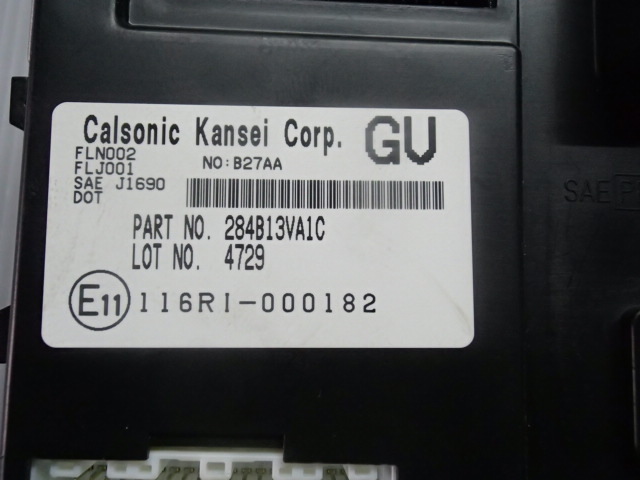 Calsonic Kansei Corp. GU
FLN002
FLJ001 NO:B27AA
SAE J1690
DOT
PART NO. 284B13VA1C
LOT NO. 4729
E11 116RI-000182
SAE